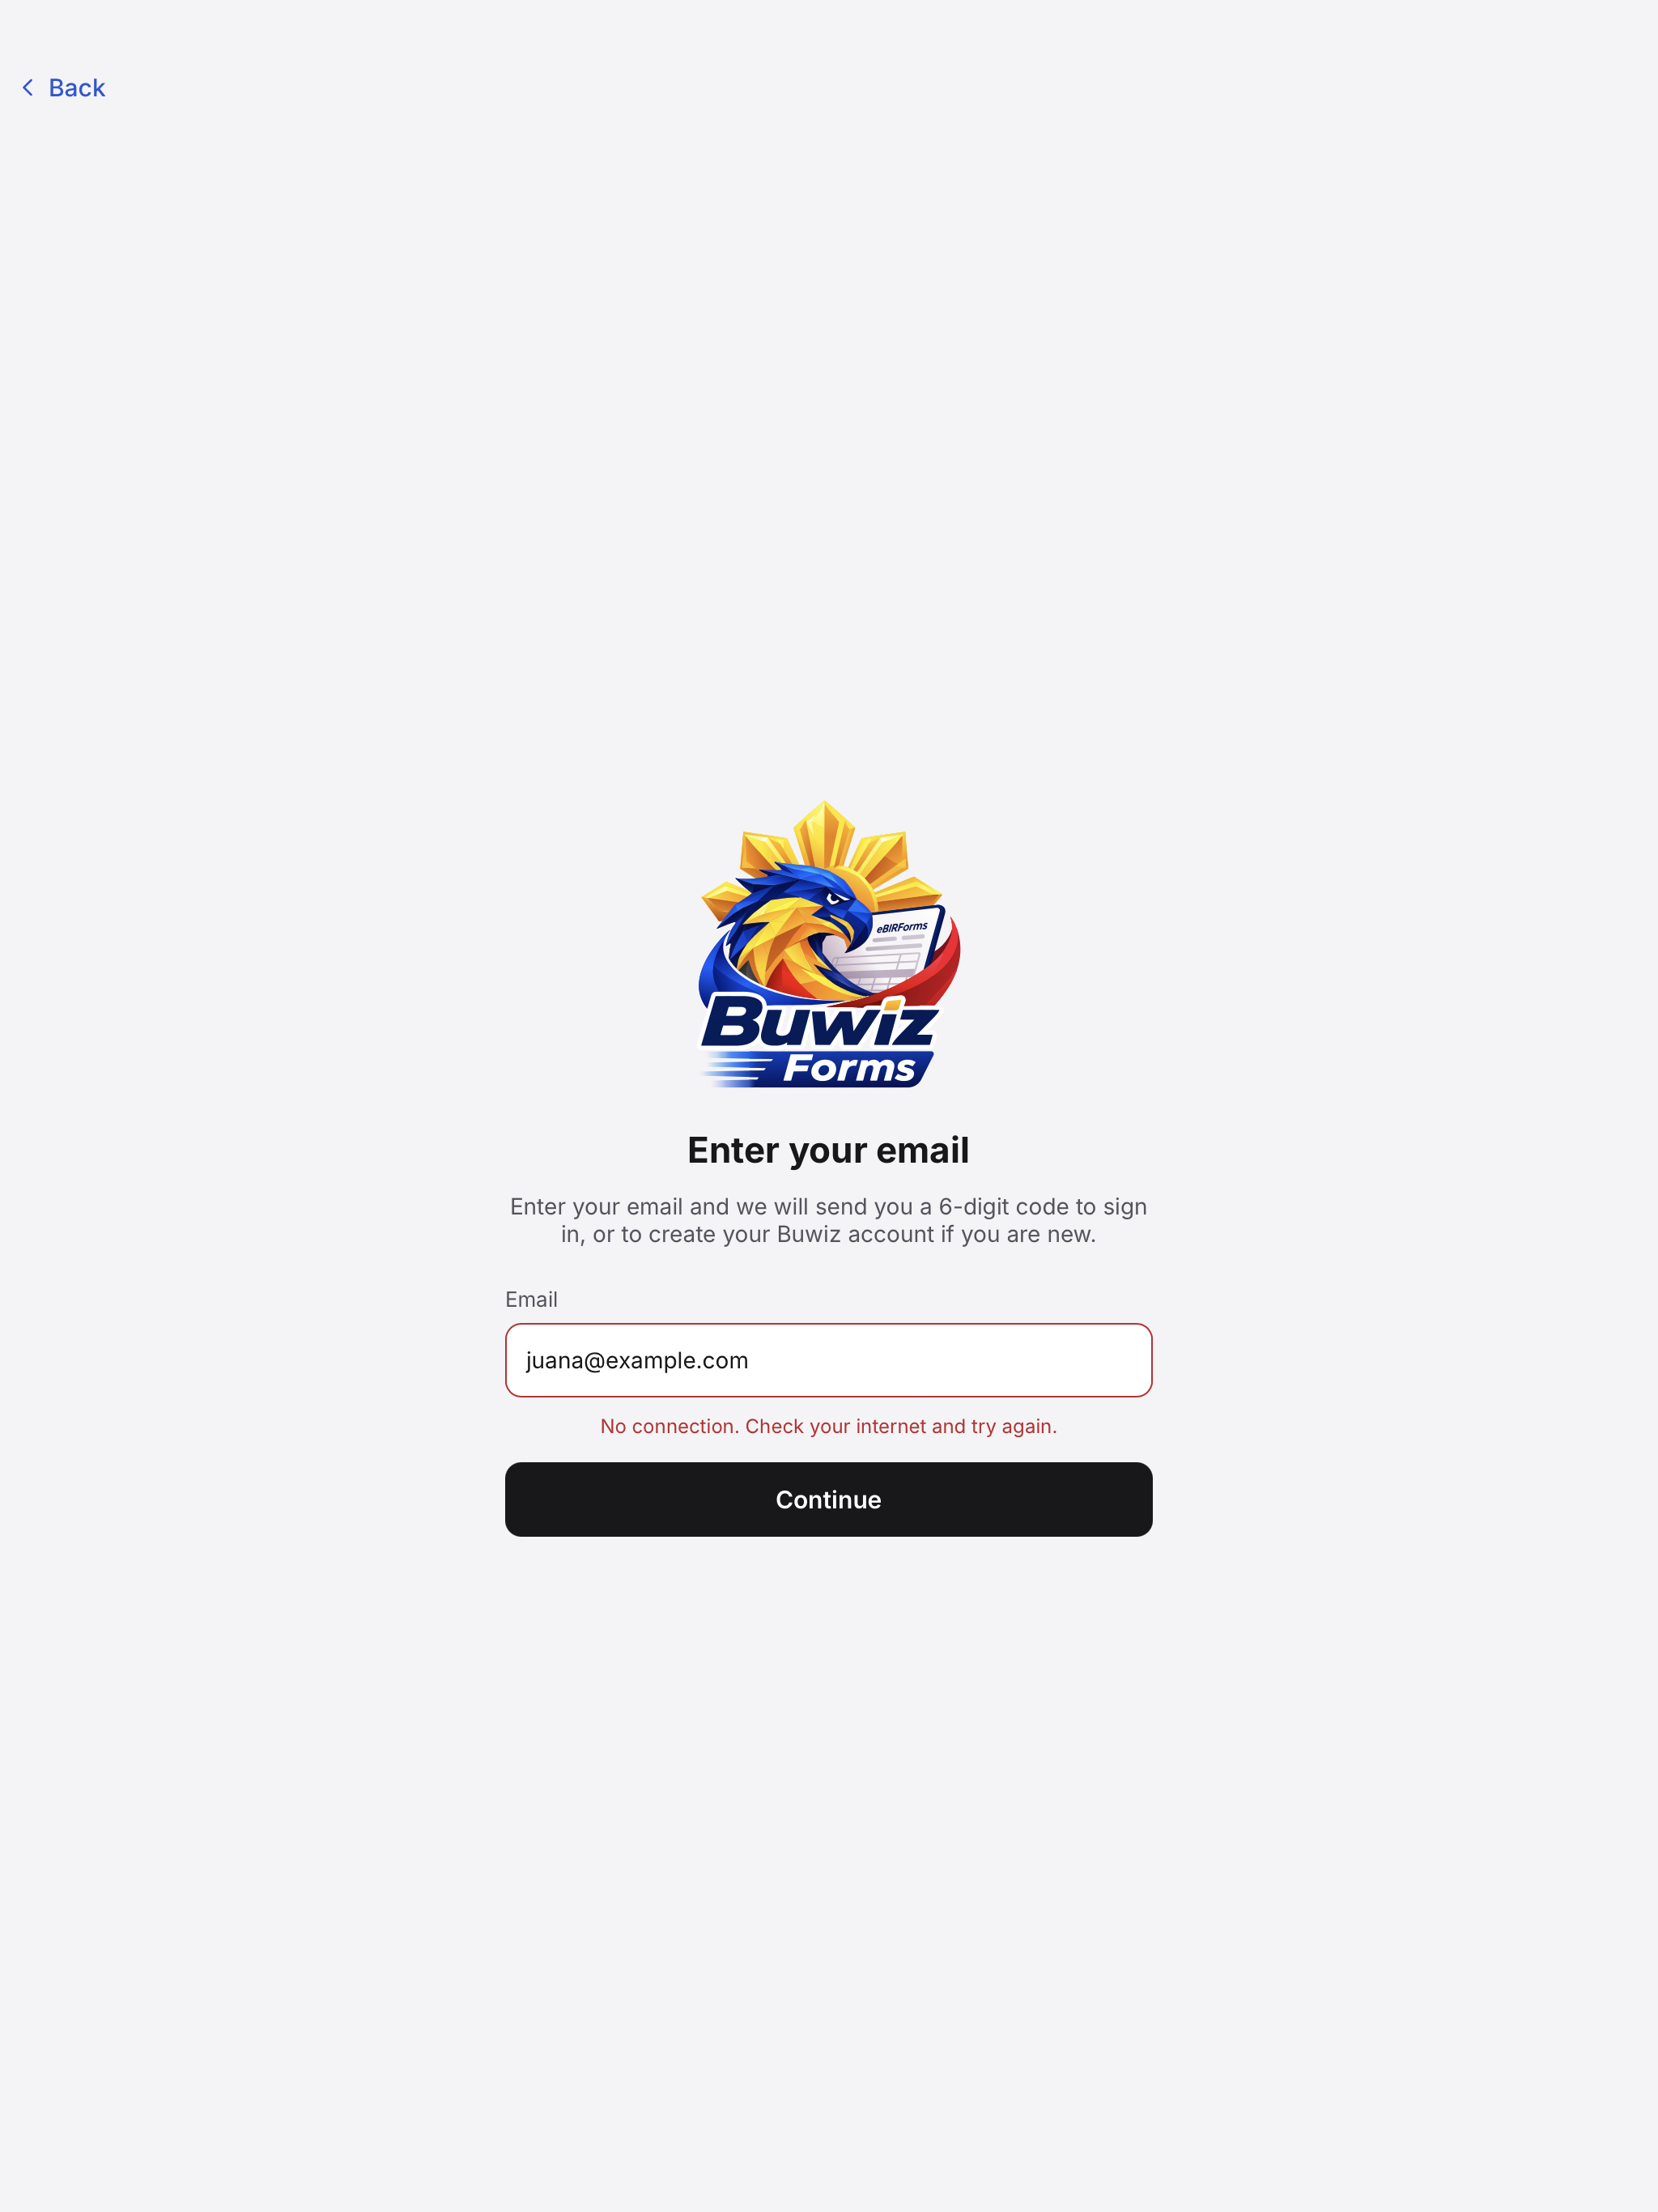 Back
eBIRForms
Buwiz
Forms
Enter your email
Enter your email and we will send you a 6-digit code to sign
in, or to create your Buwiz account if you are new.
Email
juana@example.com
No connection. Check your internet and try again.
Continue